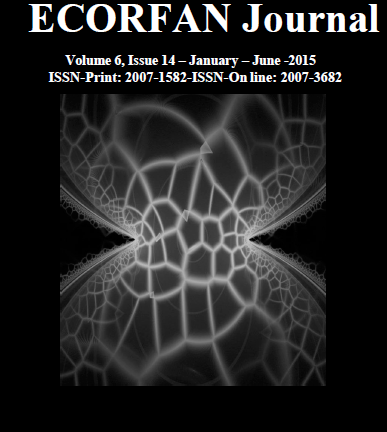 ECORFAN Journal
Volume 6, Issue 14 – January – June -2015
ISSN-Print: 2007-1582-ISSN-On line: 2007-3682